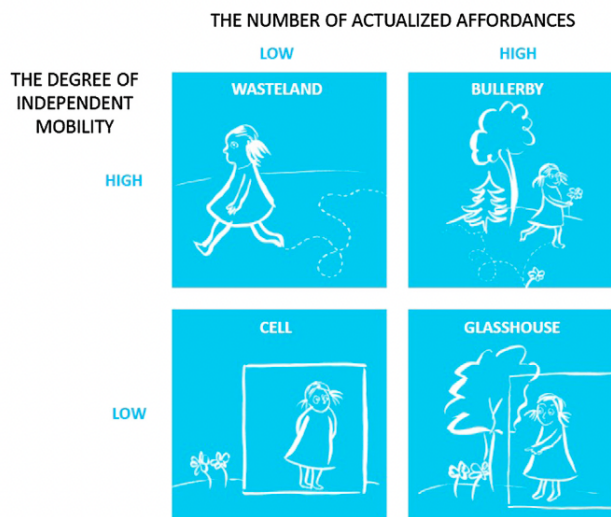 THE NUMBER OF ACTUALIZED AFFORDANCES
LOW HIGH
THE DEGREE OF
INDEPENDENT
MOBILITY
WASTELAND BULLERBY
HIGH
CELL GLASSHOUSE
LOW